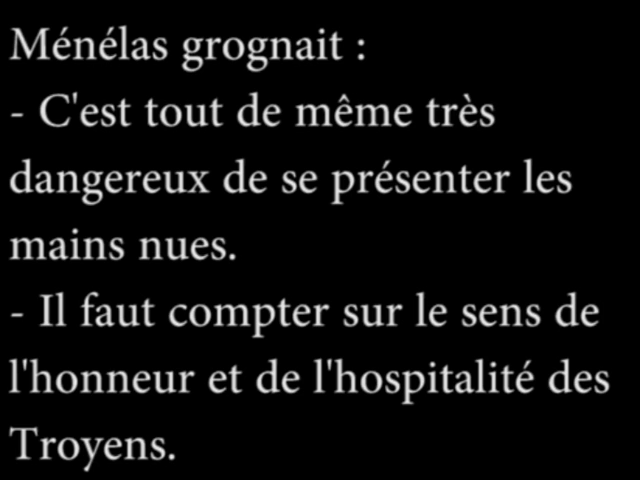 Ménélas grognait :
- C'est tout de même très
dangereux de se présenter les
mains nues.
- Il faut compter sur le sens de
l'honneur et de l'hospitalité des
Troyens.